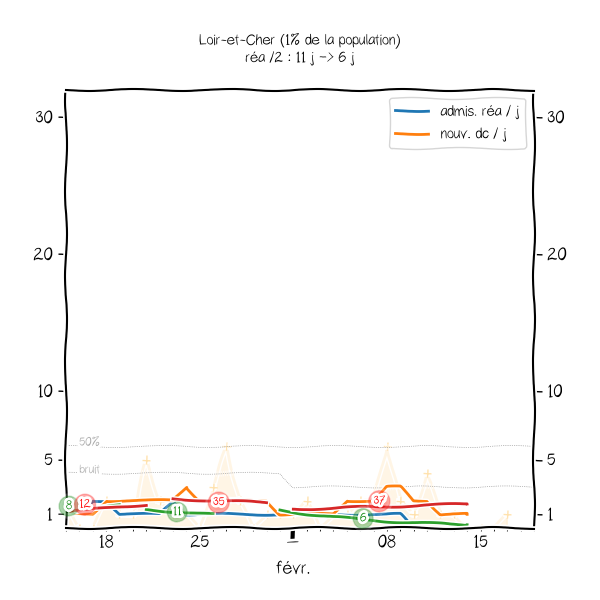 Loir-et-Cher (1% de la population)
réa /2 : 11 j -> 6 j
admis. réa / j
nouv. dc / j
30 30
20 20
10 10
50%
5 5
bruit
8 12 11 35 6 37
1 1
18 25 1 08 15
févr.